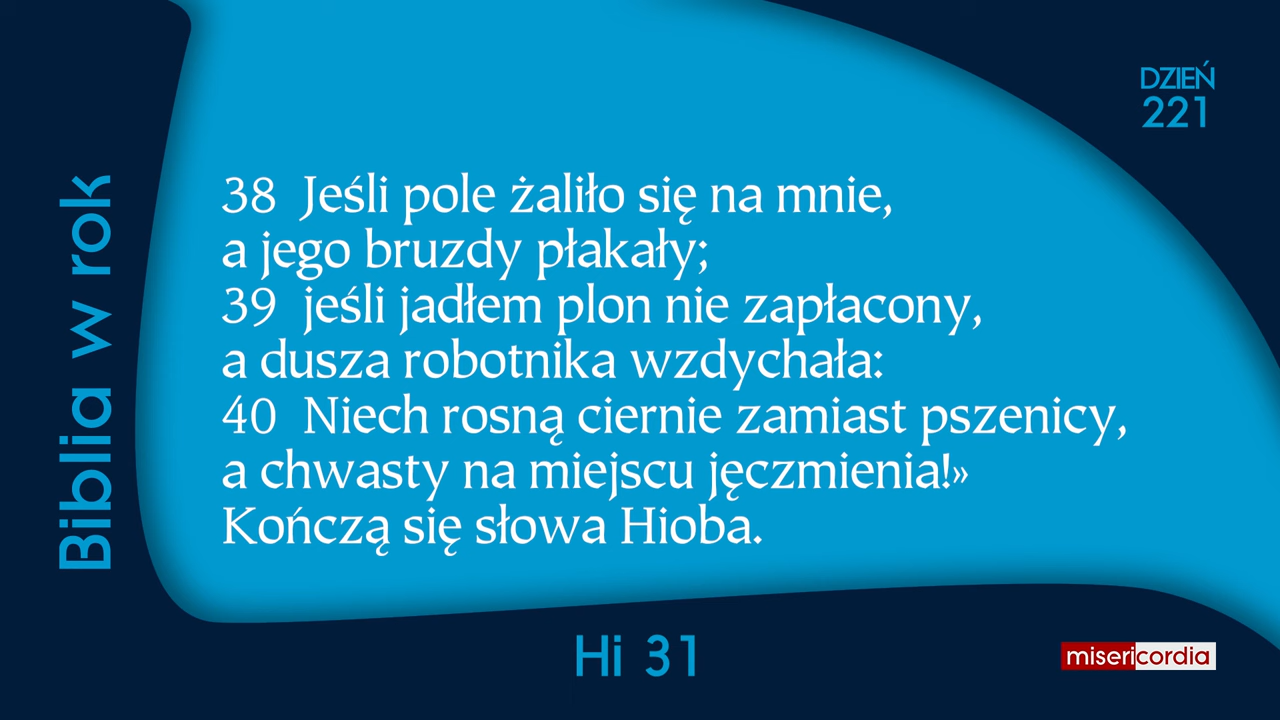 DZIEŃ
221
Biblia w rok
38 Jeśli pole żaliło się na mnie,
a jego bruzdy płakały;
39 jeśli jadłem plon nie zapłacony,
a dusza robotnika wzdychała:
40 Niech rosną ciernie zamiast pszenicy,
a chwasty na miejscu jęczmienia!»
Kończą się słowa Hioba.
Hi 31
misericordia